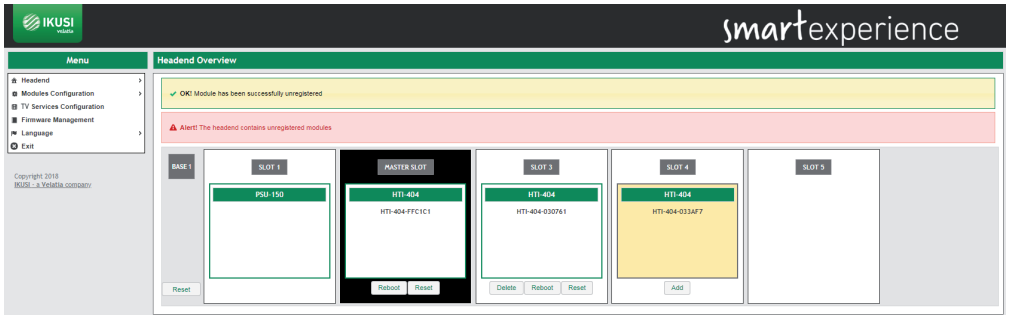 IKUSI
velatia
smartexperience
Menu
Headend Overview
Headend
Modules Configuration
TV Services Configuration
Firmware Management
Language
Exit
Copyright 2018
IKUSI - a Velatia company
OK! Module has been successfully unregistered
Alert! The headend contains unregistered modules
BASE 1
SLOT 1
MASTER SLOT
SLOT 3
SLOT 4
SLOT 5
PSU-150
HTI-404
HTI-404
HTI-404
HTI-404-FFC1C1
HTI-404-030761
HTI-404-033AF7
Reset
Reboot
Reset
Delete
Reboot
Reset
Add